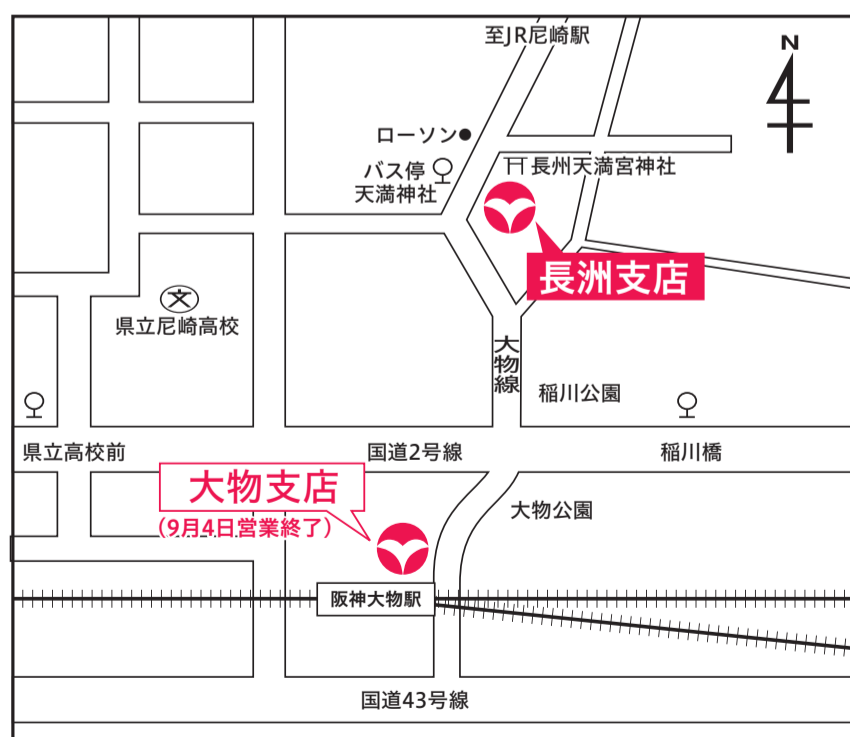 至JR尼崎駅
N
ローソン
バス停
天満神社
長州天満宮神社
長洲支店
県立尼崎高校
大物線
稲川公園
県立高校前
国道2号線
稲川橋
大物支店
(9月4日営業終了)
大物公園
阪神大物駅
国道43号線